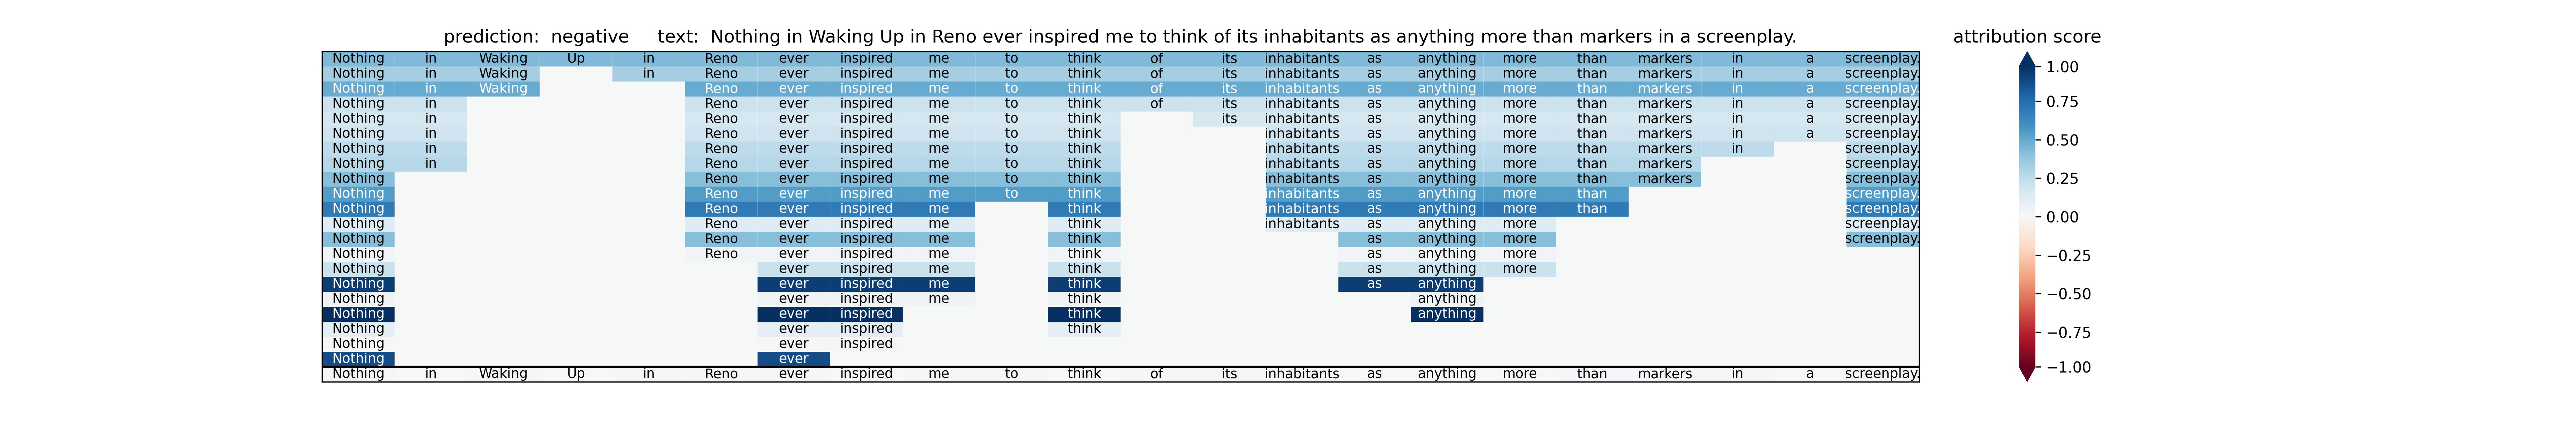 prediction:  negative     text:  Nothing in Waking Up in Reno ever inspired me to think of its inhabitants as anything more than markers in a screenplay.
attribution score
Nothing in Waking Up in Reno ever inspired me to think of its inhabitants as anything more than markers in a screenplay.
Nothing in Waking in Reno ever inspired me to think of its inhabitants as anything more than markers in a screenplay.
Nothing in Waking Reno ever inspired me to think of its inhabitants as anything more than markers in a screenplay.
Nothing in Reno ever inspired me to think of its inhabitants as anything more than markers in a screenplay.
Nothing in Reno ever inspired me to think its inhabitants as anything more than markers in a screenplay.
Nothing in Reno ever inspired me to think inhabitants as anything more than markers in a screenplay.
Nothing in Reno ever inspired me to think inhabitants as anything more than markers in screenplay.
Nothing in Reno ever inspired me to think inhabitants as anything more than markers screenplay.
Nothing Reno ever inspired me to think inhabitants as anything more than markers screenplay.
Nothing Reno ever inspired me to think inhabitants as anything more than screenplay.
Nothing Reno ever inspired me think inhabitants as anything more than screenplay.
Nothing Reno ever inspired me think inhabitants as anything more screenplay.
Nothing Reno ever inspired me think as anything more screenplay.
Nothing Reno ever inspired me think as anything more
Nothing ever inspired me think as anything more
Nothing ever inspired me think as anything
Nothing ever inspired me think anything
Nothing ever inspired think anything
Nothing ever inspired think
Nothing ever inspired
Nothing ever
Nothing in Waking Up in Reno ever inspired me to think of its inhabitants as anything more than markers in a screenplay.
1.00
0.75
0.50
0.25
0.00
−0.25
−0.50
−0.75
−1.00